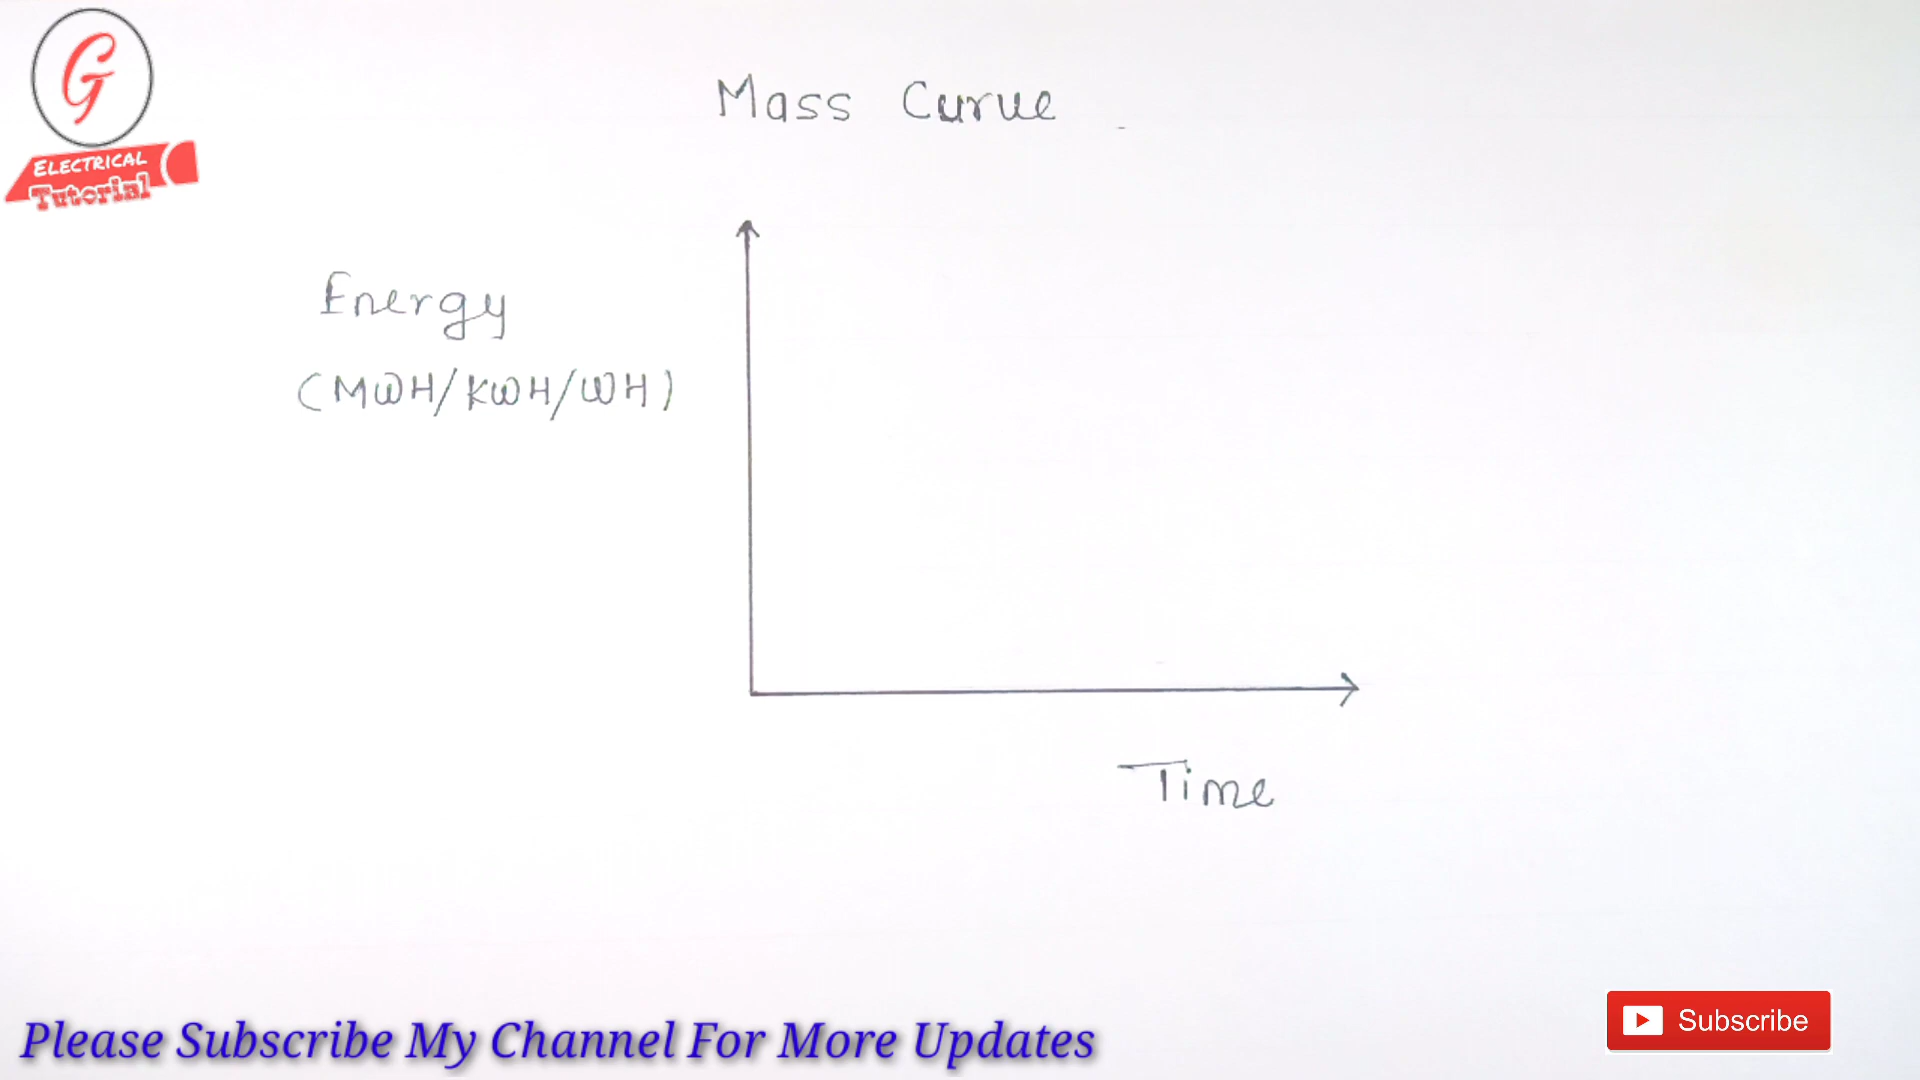 G
ELECTRICAL
Tutorial
Mass Curve
Energy
(MWH/KWH/WH)
Time
Please Subscribe My Channel For More Updates
Subscribe